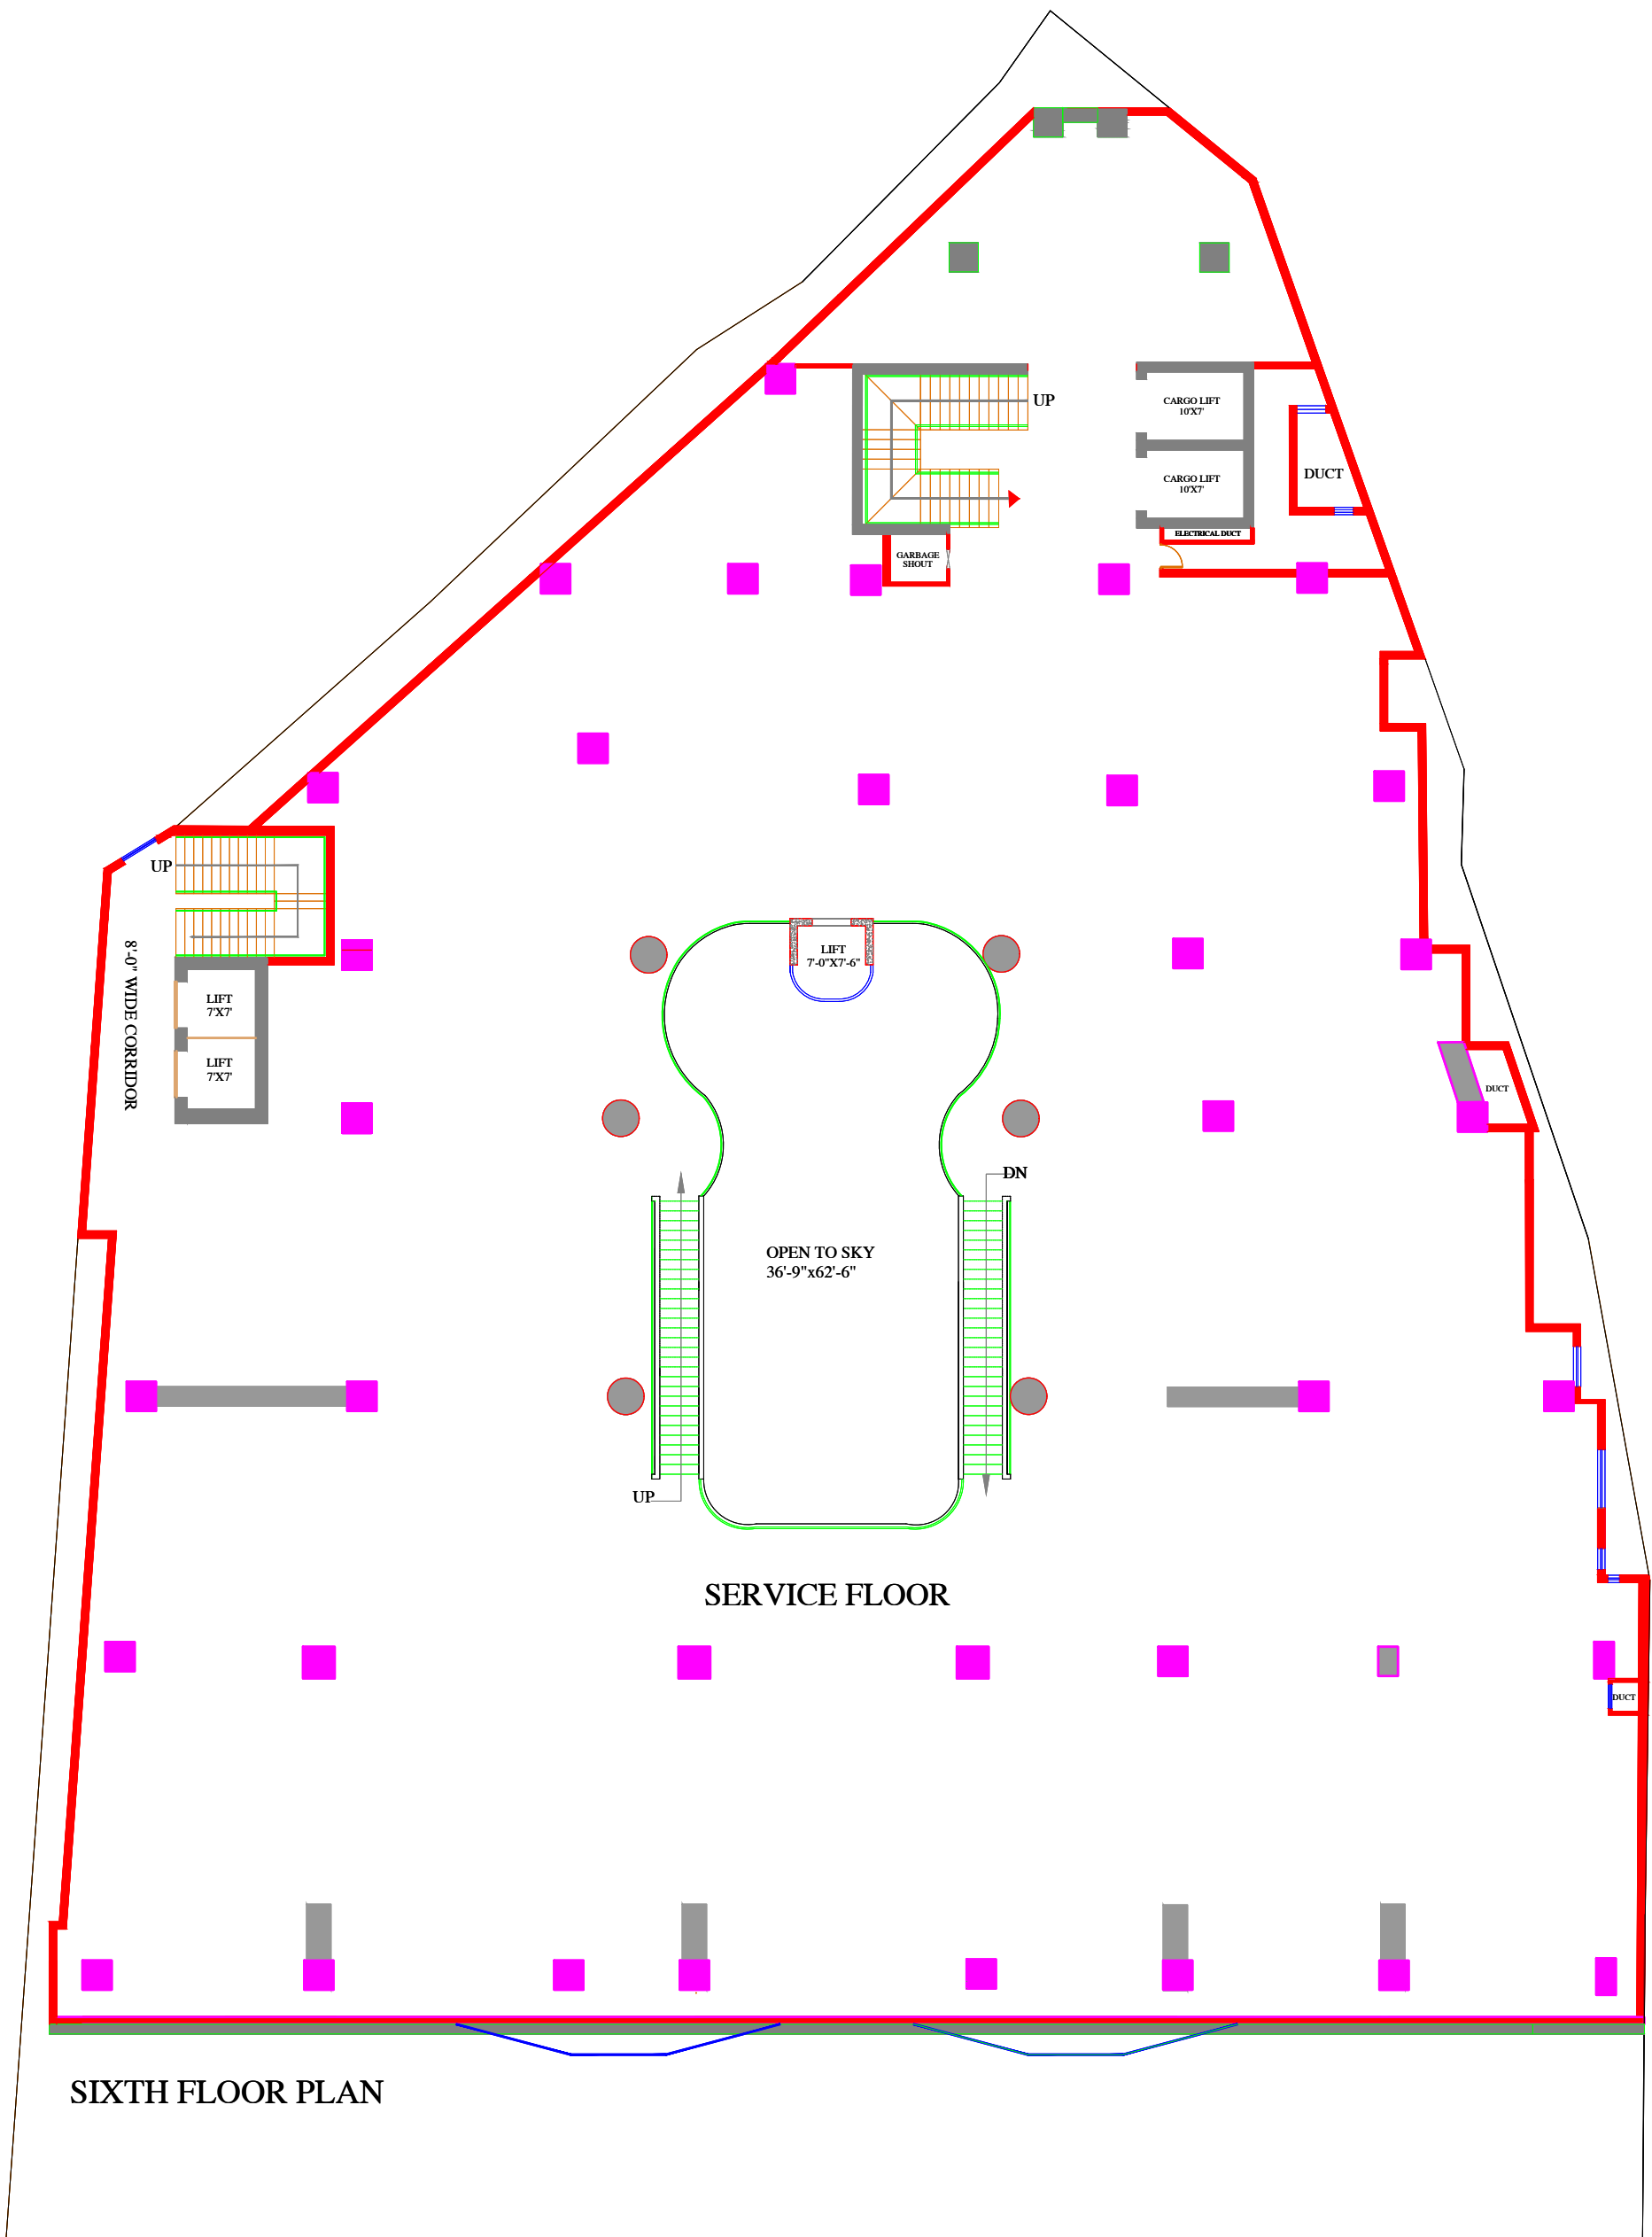 UP
CARGO LIFT
10'X7'
CARGO LIFT
10'X7'
DUCT
ELECTRICAL DUCT
GARBAGE
SHOUT
UP
8'-0" WIDE CORRIDOR
LIFT
7'-0"X7'-6"
LIFT
7'X7'
LIFT
7'X7'
DUCT
DN
OPEN TO SKY
36'-9"x62'-6"
UP
SERVICE FLOOR
DUCT
SIXTH FLOOR PLAN